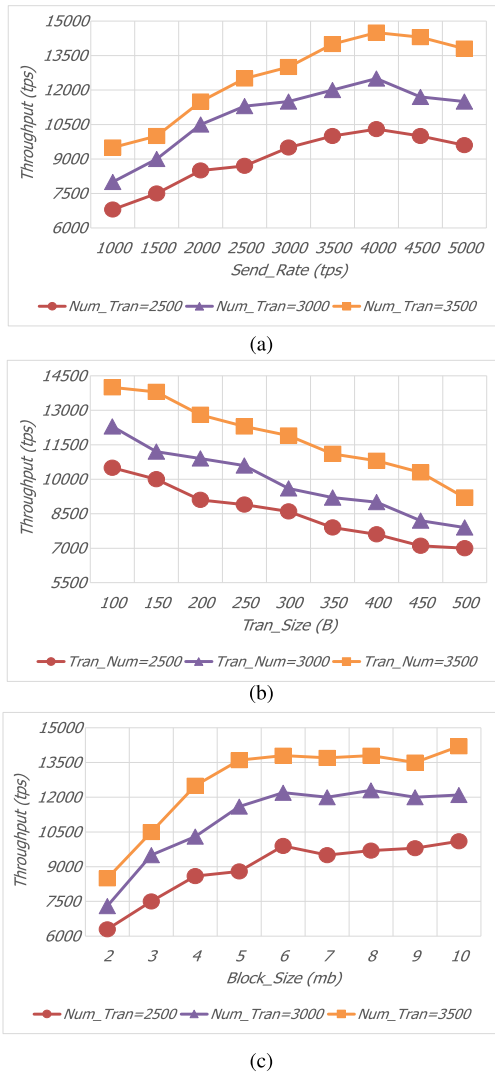 15000
13500
12000
10500
9000
7500
6000
Throughput (tps)
1000 1500 2000 2500 3000 3500 4000 4500 5000
Send_Rate (tps)
Num_Tran=2500 Num_Tran=3000 Num_Tran=3500
(a)
14500
13000
11500
10000
8500
7000
5500
Throughput (tps)
100 150 200 250 300 350 400 450 500
Tran_Size (B)
Tran_Num=2500 Tran_Num=3000 Tran_Num=3500
(b)
15000
13500
12000
10500
9000
7500
6000
Throughput (tps)
2 3 4 5 6 7 8 9 10
Block_Size (mb)
Num_Tran=2500 Num_Tran=3000 Num_Tran=3500
(c)